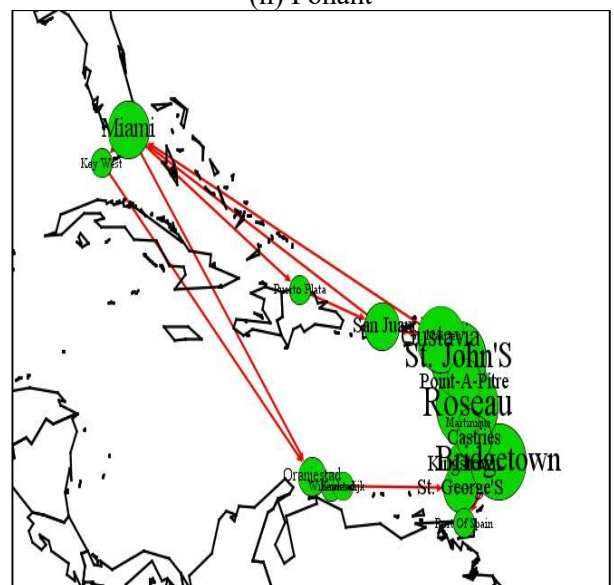 Miami
Key West
Puerto Plata
San Juan
Gustavia
St. John'S
Point-A-Pitre
Roseau
Martinique
Castries
Bridgetown
Oranjestad
St. George'S
Port Of Spain